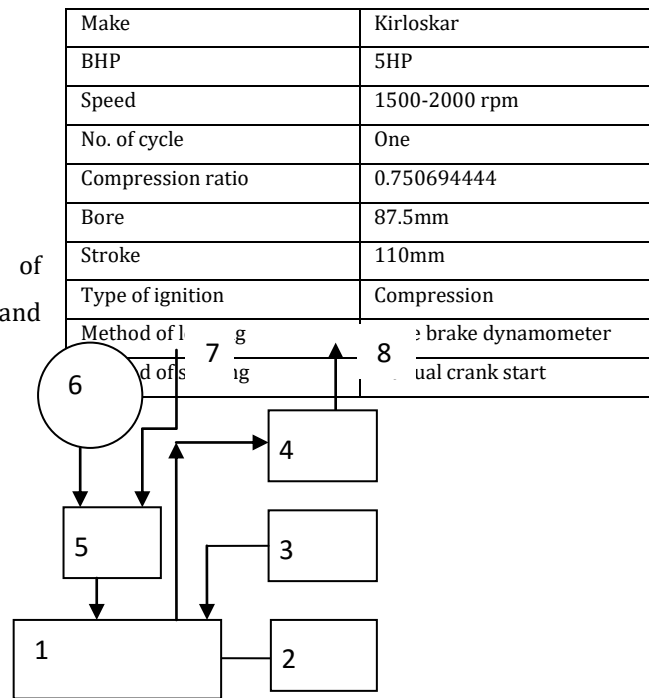 Make Kirloskar
BHP 5HP
Speed 1500-2000 rpm
No. of cycle One
Compression ratio 0.750694444
Bore 87.5mm
of
Stroke 110mm
and
Type of ignition Compression
Method of brake dynamometer
7
8
of crank start
6
4
5
3
1
2